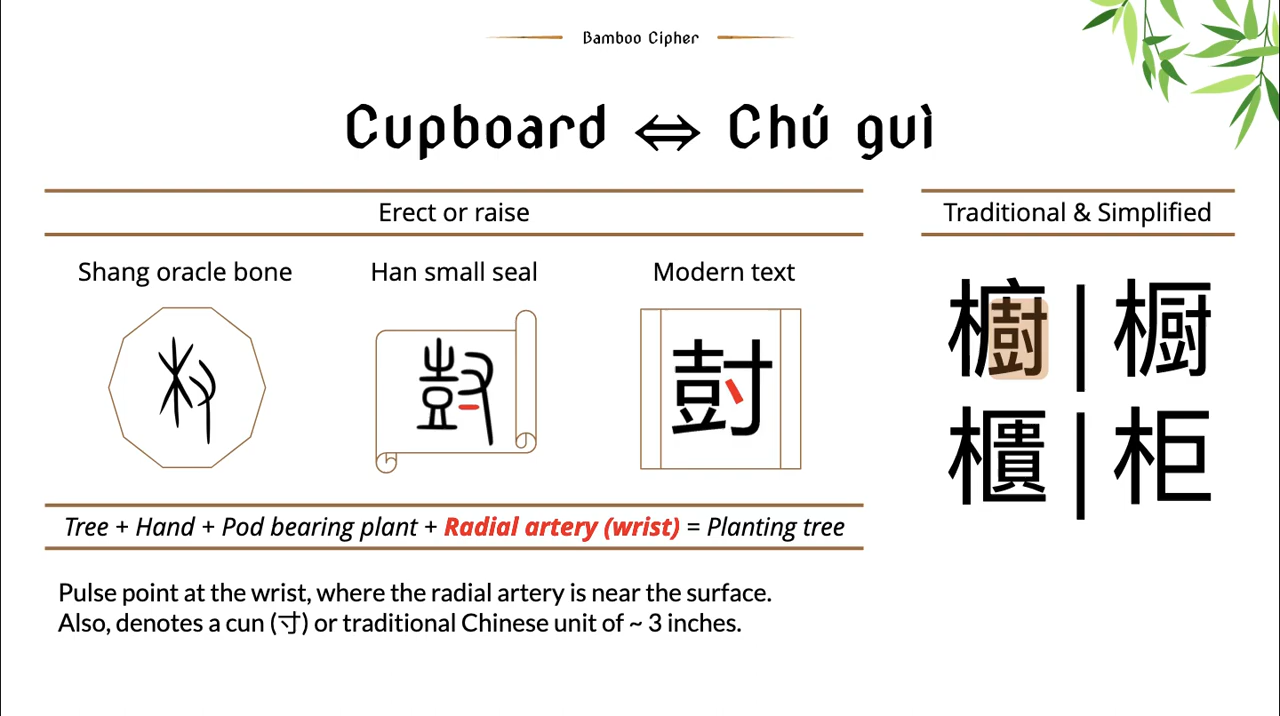 Bamboo Cipher
Cupboard ⇔ Chú guì
Erect or raise
Traditional & Simplified
Shang oracle bone
Han small seal
Modern text
尌
櫥 | 橱
櫃 | 柜
Tree + Hand + Pod bearing plant + Radial artery (wrist) = Planting tree
Pulse point at the wrist, where the radial artery is near the surface.
Also, denotes a cun (寸) or traditional Chinese unit of ~ 3 inches.